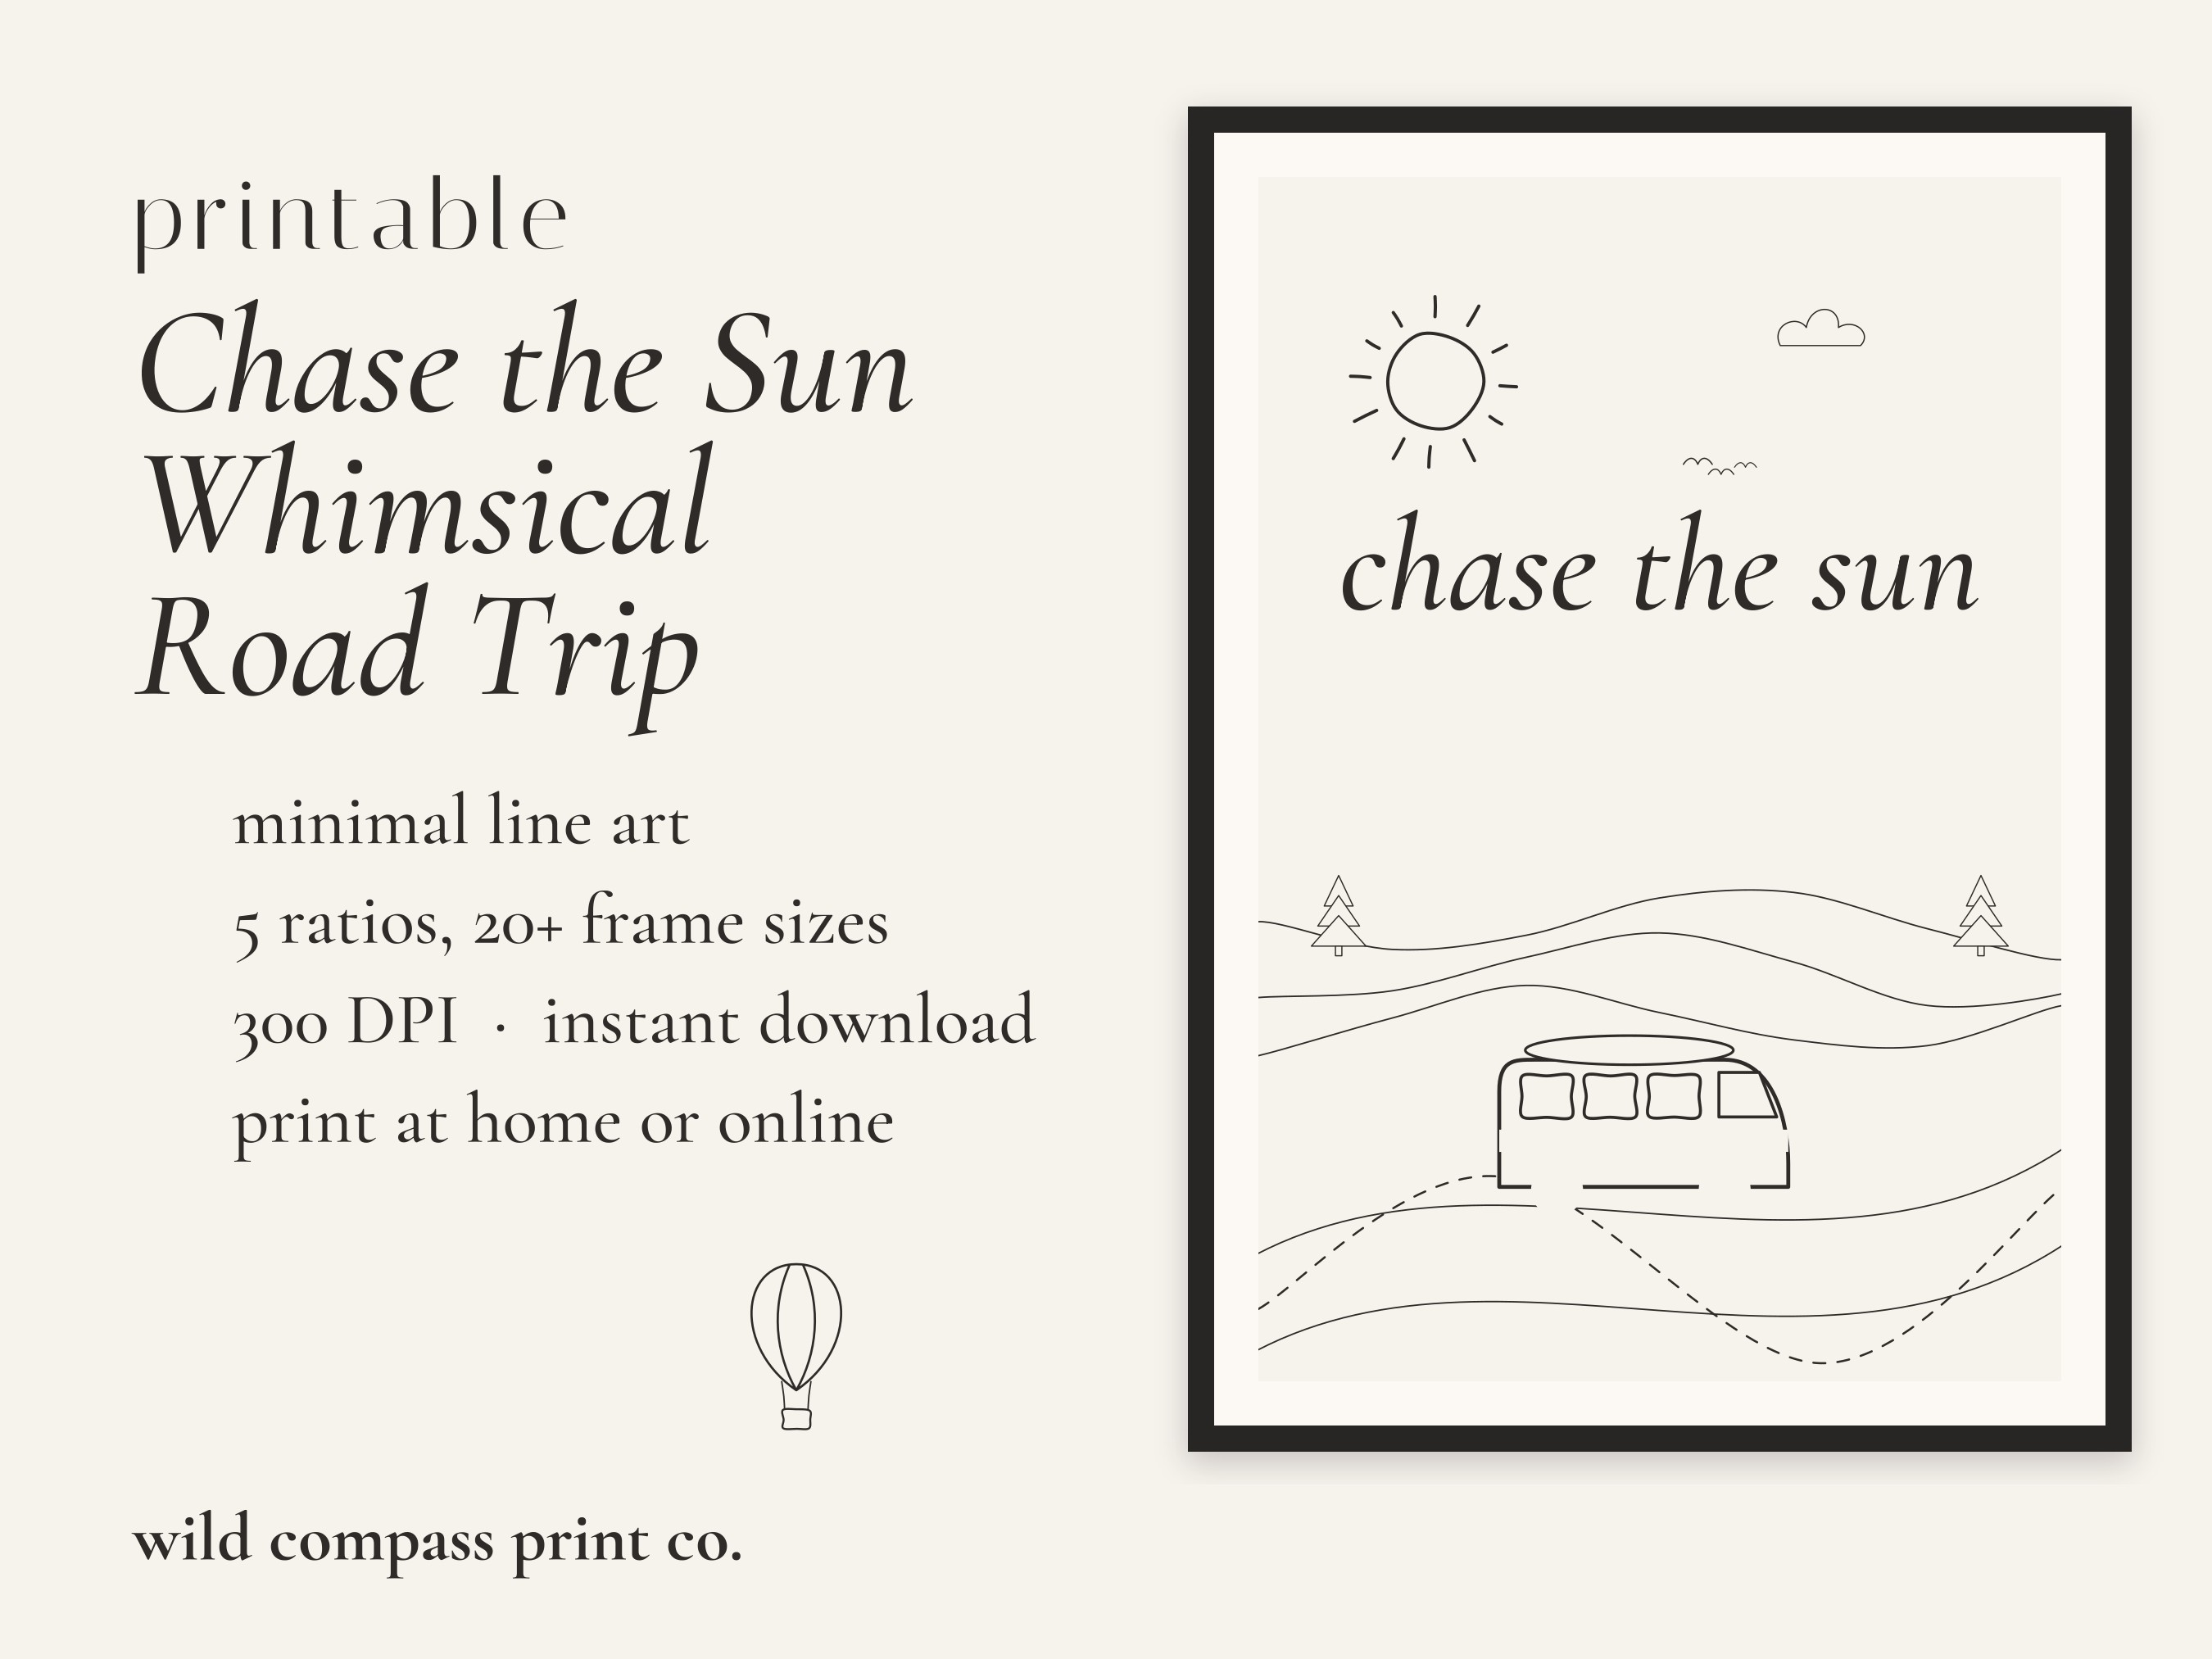 printable
Chase the Sun
Whimsical
Road Trip
minimal line art
5 ratios, 20+ frame sizes
300 DPI · instant download
print at home or online
wild compass print co.
chase the sun